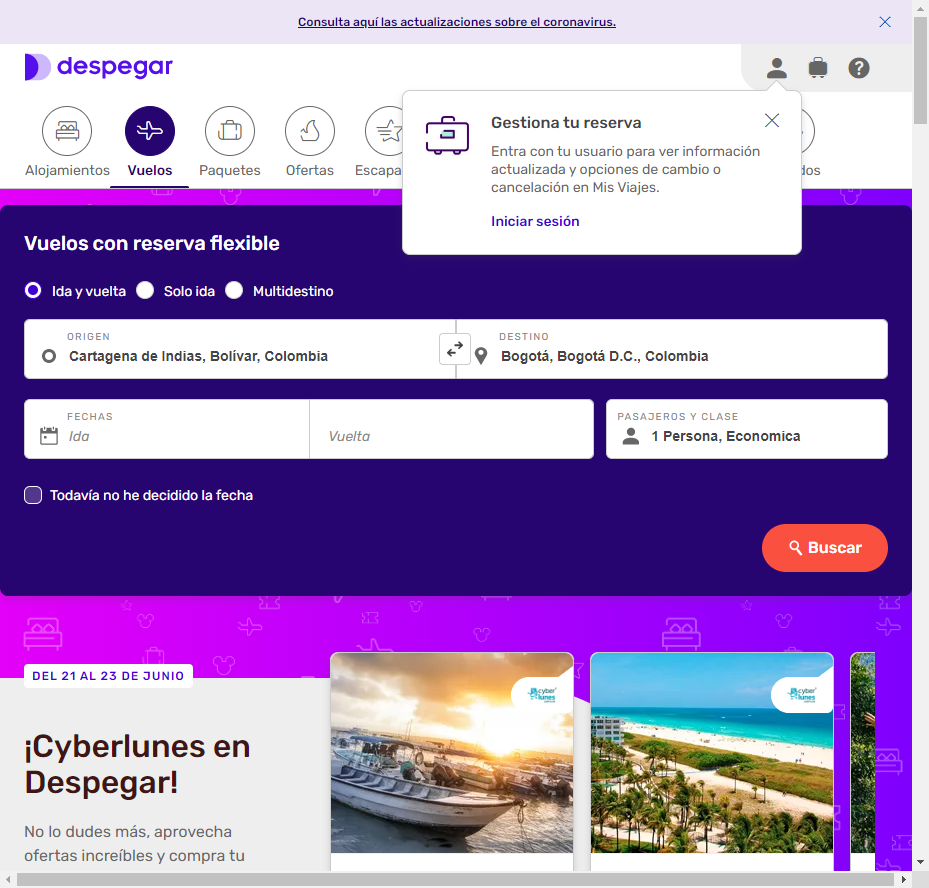 Consulta aquí las actualizaciones sobre el coronavirus.
despegar
Alojamientos
Vuelos
Paquetes
Ofertas
Escapa
dos
Gestiona tu reserva
Entra con tu usuario para ver información
actualizada y opciones de cambio o
cancelación en Mis Viajes.
Iniciar sesión
Vuelos con reserva flexible
Ida y vuelta
Solo ida
Multidestino
ORIGEN
Cartagena de Indias, Bolívar, Colombia
DESTINO
Bogotá, Bogotá D.C., Colombia
FECHAS
Ida
Vuelta
PASAJEROS Y CLASE
1 Persona, Economica
Todavía no he decidido la fecha
Buscar
DEL 21 AL 23 DE JUNIO
¡Cyberlunes en
Despegar!
No lo dudes más, aprovecha
ofertas increíbles y compra tu
cyber
lunes
cyber
lunes